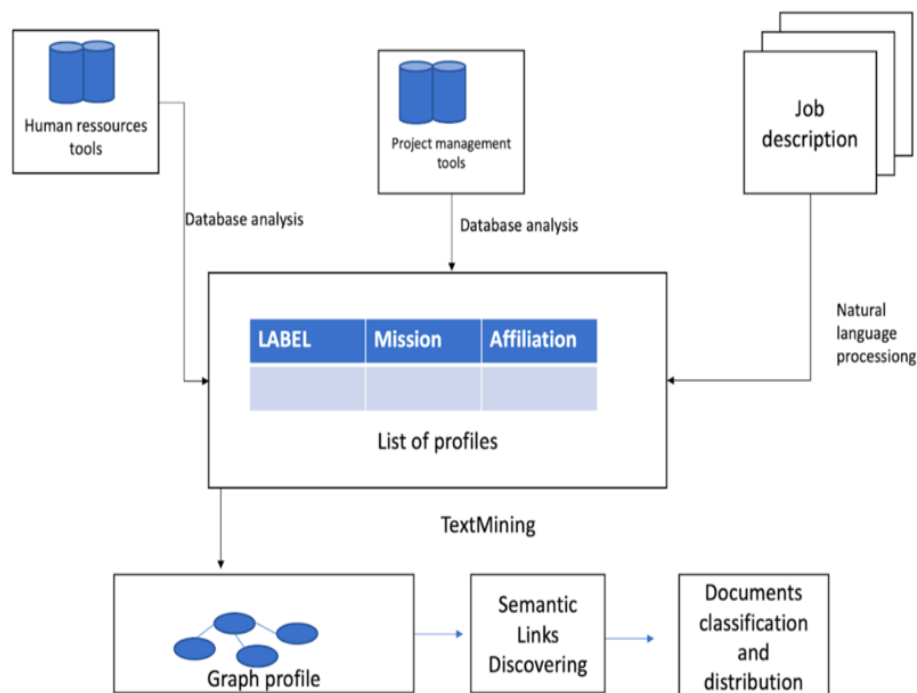 Human ressources
tools
Project management
tools
Job
description
Database analysis
Database analysis
Natural
language
processiong
LABEL
Mission
Affiliation
List of profiles
TextMining
Graph profile
Semantic
Links
Discovering
Documents
classification
and
distribution